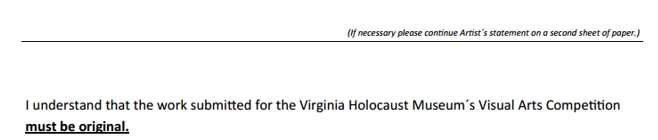 (If necessary please continue Artist´s statement on a second sheet of paper.)
I understand that the work submitted for the Virginia Holocaust Museum´s Visual Arts Competition
must be original.